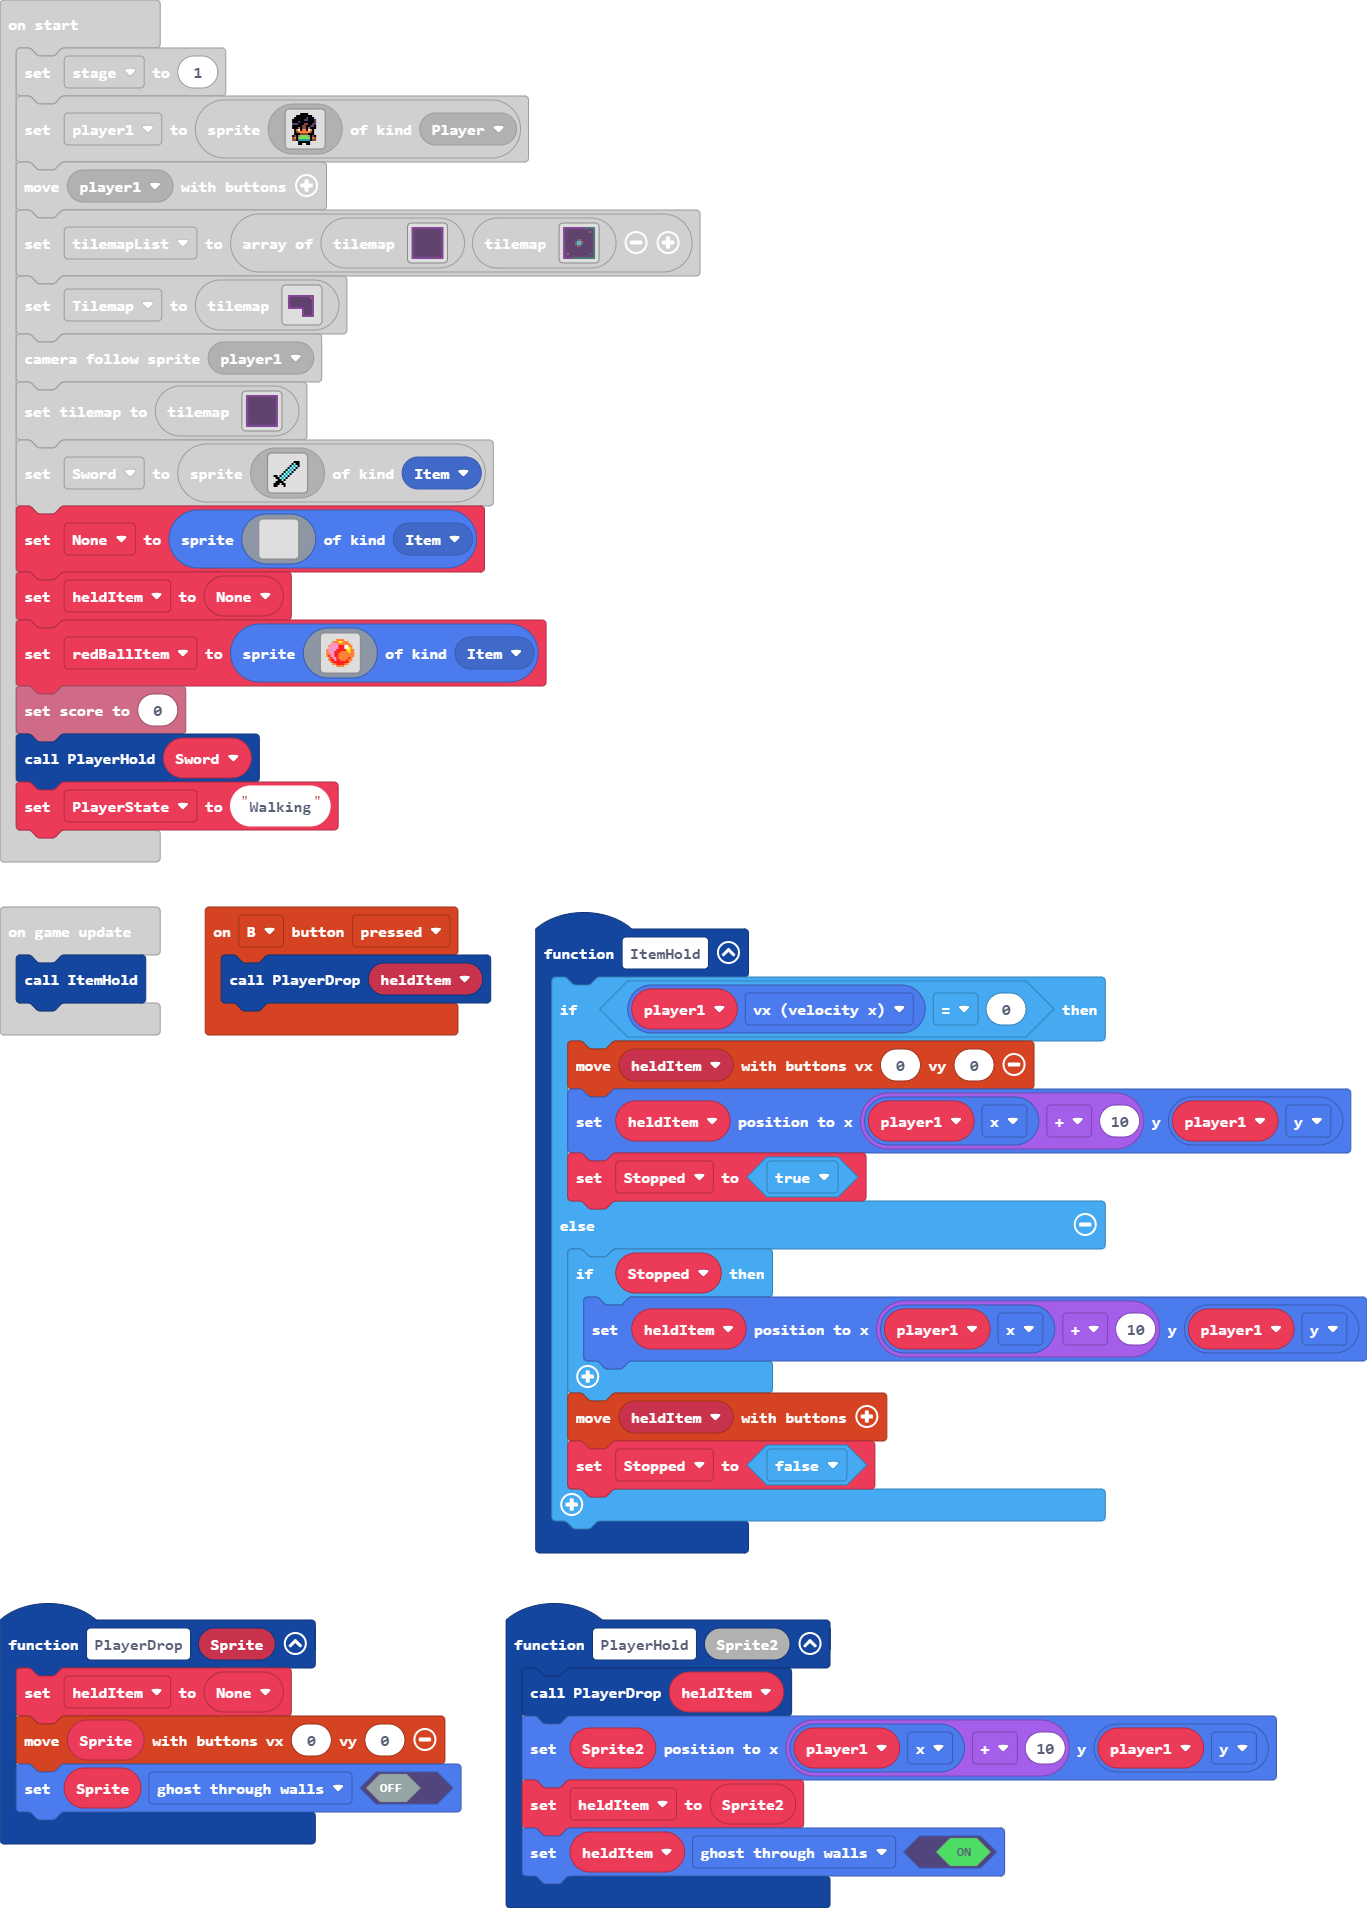 on start
set stage to 1
set player1 to sprite of kind Player
move player1 with buttons
set tilemapList to array of tilemap tilemap
set Tilemap to tilemap
camera follow sprite player1
set tilemap to tilemap
set Sword to sprite of kind Item
set None to sprite of kind Item
set heldItem to None
set redBallItem to sprite of kind Item
set score to 0
call PlayerHold Sword
set PlayerState to "Walking"
on game update
call ItemHold
on B button pressed
call PlayerDrop heldItem
function ItemHold
if player1 vx (velocity x) = 0 then
move heldItem with buttons vx 0 vy 0
set heldItem position to x player1 x + 10 y player1 y
set Stopped to true
else
if Stopped then
set heldItem position to x player1 x + 10 y player1 y
move heldItem with buttons
set Stopped to false
function PlayerDrop Sprite
set heldItem to None
move Sprite with buttons vx 0 vy 0
set Sprite ghost through walls OFF
function PlayerHold Sprite2
call PlayerDrop heldItem
set Sprite2 position to x player1 x + 10 y player1 y
set heldItem to Sprite2
set heldItem ghost through walls ON